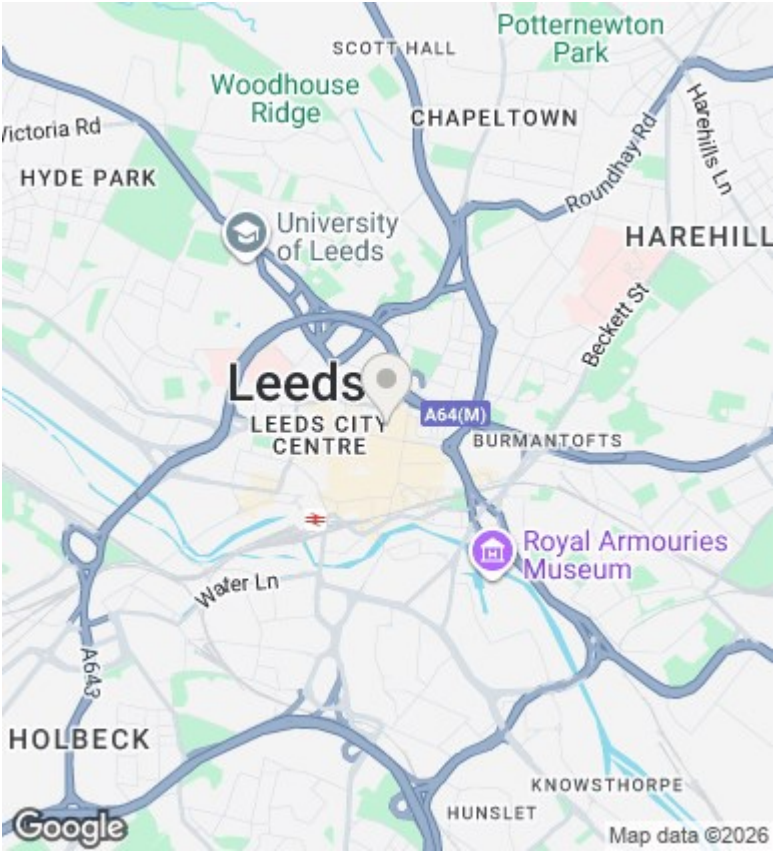 Potternewton
Park
SCOTT HALL
Woodhouse
Ridge
CHAPELTOWN
Harehills Ln
Victoria Rd
Roundhay Rd
HYDE PARK
University
of Leeds
HAREHILL
Beckett St
Leeds
LEEDS CITY
CENTRE
A64(M)
BURMANTOFTS
Royal Armouries
Museum
Water Ln
A643
HOLBECK
KNOWSTHORPE
HUNSLET
Google
Map data ©2026